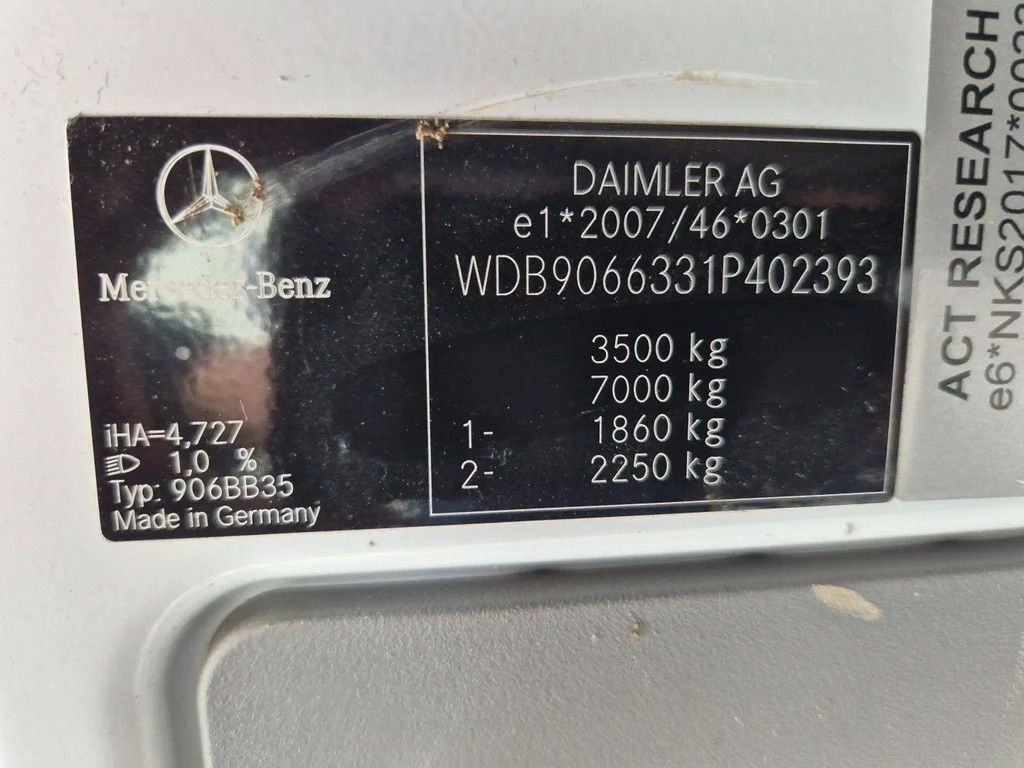 Mercedes-Benz
iHA=4,727
1,0 %
Typ: 906BB35
Made in Germany
DAIMLER AG
e1*2007/46*0301
WDB9066331P402393
3500 kg
7000 kg
1- 1860 kg
2- 2250 kg
ACT RESEARCH